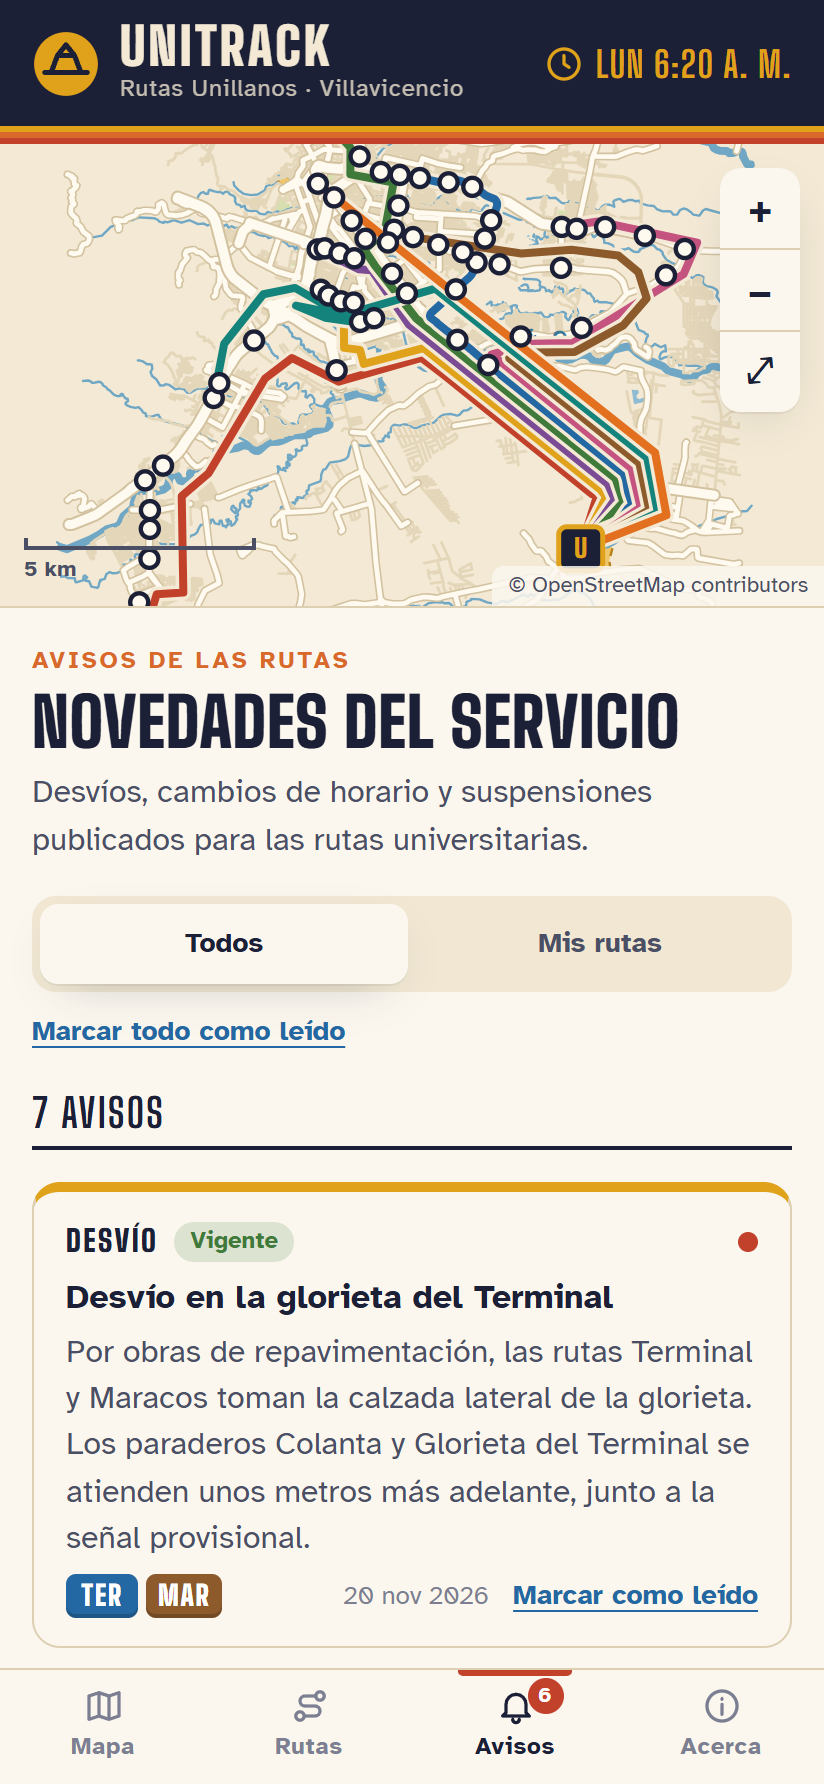 UNITRACK
Rutas Unillanos · Villavicencio
LUN 6:20 A. M.
+
−
U
5 km
© OpenStreetMap contributors
AVISOS DE LAS RUTAS
NOVEDADES DEL SERVICIO
Desvíos, cambios de horario y suspensiones
publicados para las rutas universitarias.
Todos
Mis rutas
Marcar todo como leído
7 AVISOS
DESVÍO
Vigente
Desvío en la glorieta del Terminal
Por obras de repavimentación, las rutas Terminal
y Maracos toman la calzada lateral de la glorieta.
Los paraderos Colanta y Glorieta del Terminal se
atienden unos metros más adelante, junto a la
señal provisional.
TER MAR 20 nov 2026 Marcar como leído
6
Mapa
Rutas
Avisos
Acerca